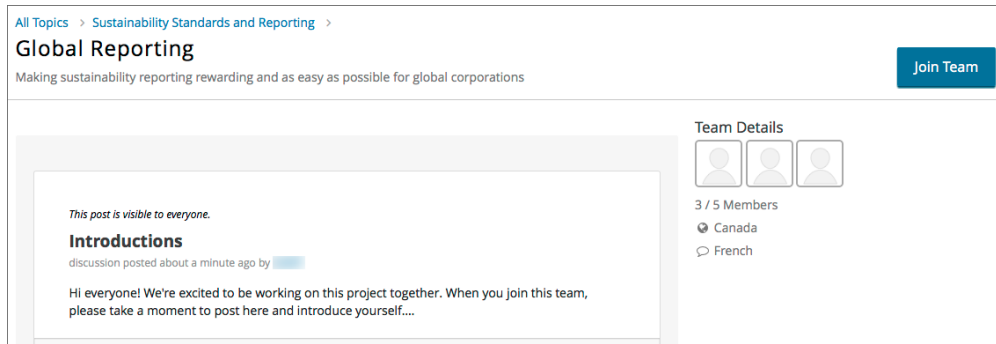 All Topics > Sustainability Standards and Reporting >
Global Reporting
Making sustainability reporting rewarding and as easy as possible for global corporations
Join Team
Team Details
3 / 5 Members
Canada
French
This post is visible to everyone.
Introductions
discussion posted about a minute ago by
Hi everyone! We're excited to be working on this project together. When you join this team,
please take a moment to post here and introduce yourself....